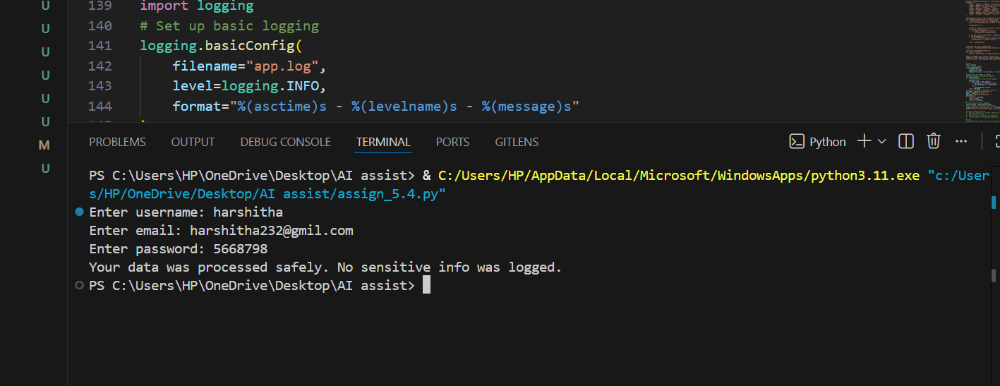 U
U
U
U
U
U
M
U
139 import logging
140 # Set up basic logging
141 logging.basicConfig(
142     filename="app.log",
143     level=logging.INFO,
144     format="%(asctime)s - %(levelname)s - %(message)s"
PROBLEMS OUTPUT DEBUG CONSOLE TERMINAL PORTS GITLENS Python
PS C:\Users\HP\OneDrive\Desktop\AI assist> & C:/Users/HP/AppData/Local/Microsoft/WindowsApps/python3.11.exe "c:/User
s/HP/OneDrive/Desktop/AI assist/assign_5.4.py"
Enter username: harshitha
Enter email: harshitha232@gmil.com
Enter password: 5668798
Your data was processed safely. No sensitive info was logged.
PS C:\Users\HP\OneDrive\Desktop\AI assist>